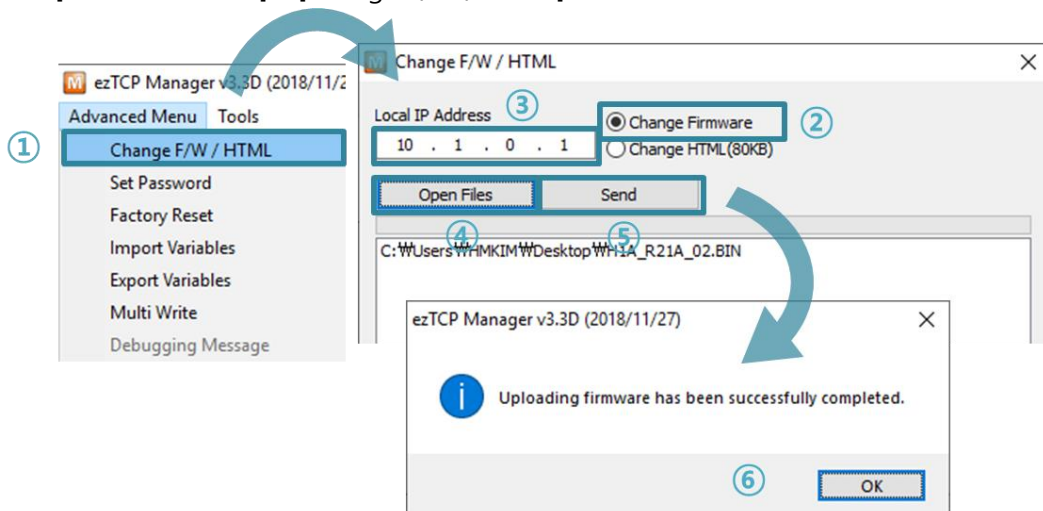 Change F/W / HTML
ezTCP Manager v3.3D (2018/11/2
Advanced Menu Tools
Local IP Address ③
Change Firmware ②
① Change F/W / HTML
10 . 1 . 0 . 1
Change HTML(80KB)
Set Password
Open Files Send
Factory Reset
④ ⑤
Import Variables
C:₩Users₩HMKIM₩Desktop₩H1A_R21A_02.BIN
Export Variables
Multi Write
ezTCP Manager v3.3D (2018/11/27)
Debugging Message
Uploading firmware has been successfully completed.
⑥ OK